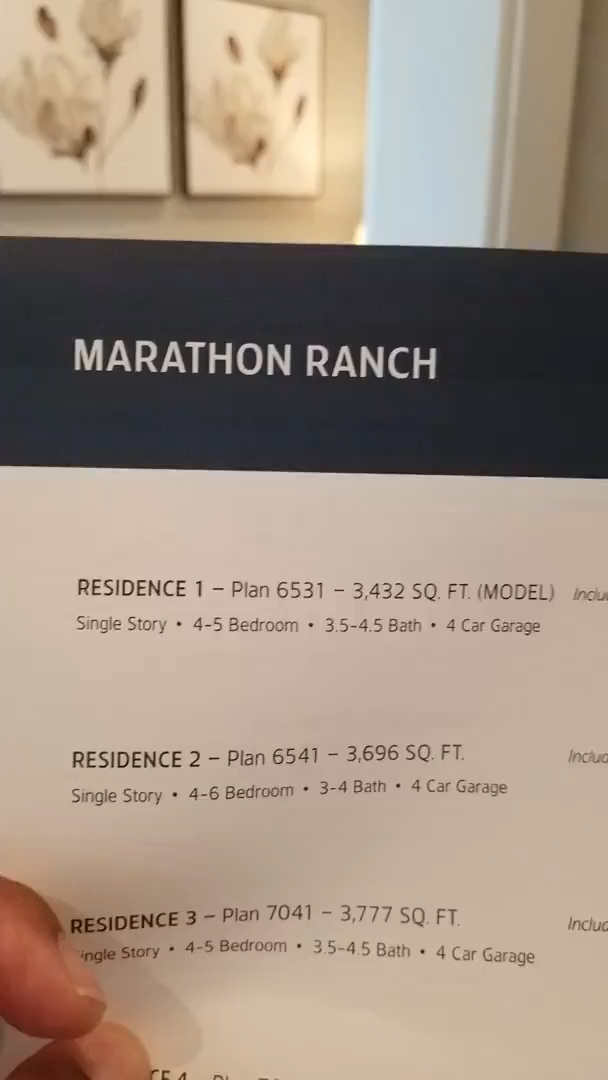 MARATHON RANCH
RESIDENCE 1 – Plan 6531 – 3,432 SQ. FT. (MODEL)
Single Story • 4-5 Bedroom • 3.5-4.5 Bath • 4 Car Garage
RESIDENCE 2 – Plan 6541 – 3,696 SQ. FT.
Single Story • 4-6 Bedroom • 3-4 Bath • 4 Car Garage
RESIDENCE 3 – Plan 7041 – 3,777 SQ. FT.
ingle Story • 4-5 Bedroom • 3.5-4.5 Bath • 4 Car Garage